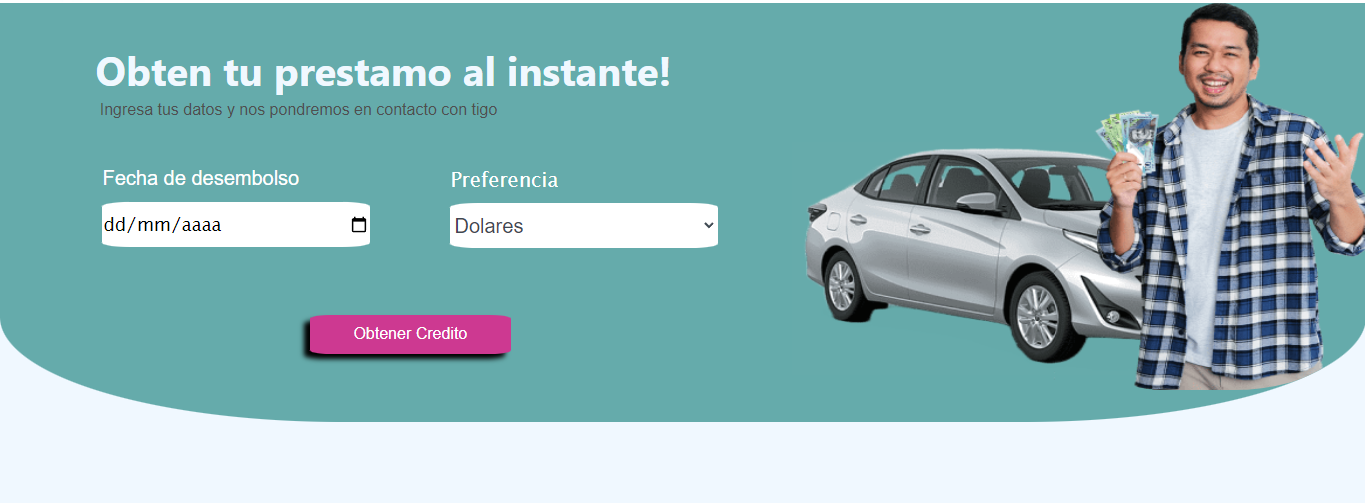 Obten tu prestamo al instante!
Ingresa tus datos y nos pondremos en contacto con tigo
Fecha de desembolso
Preferencia
dd/mm/aaaa
Dolares
Obtener Credito